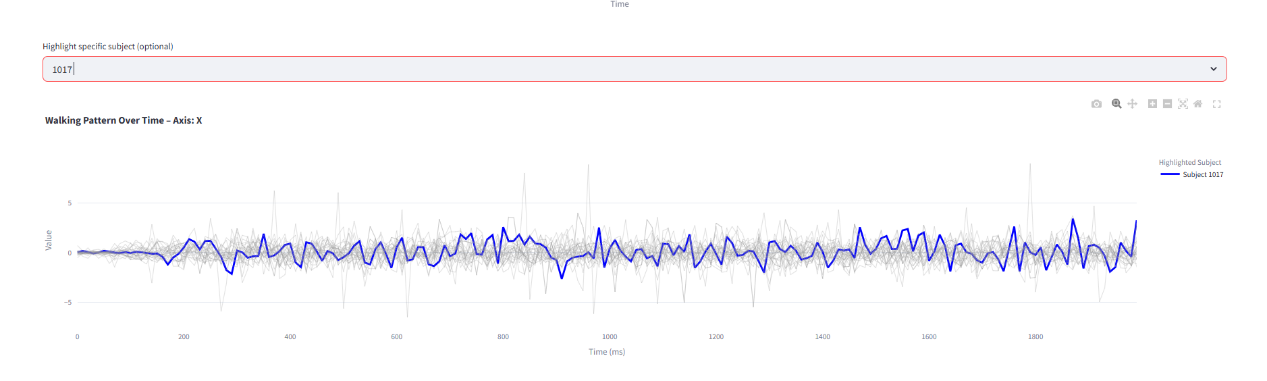 Time
Highlight specific subject (optional)
1017
Walking Pattern Over Time – Axis: X
Highlighted Subject
Subject 1017
5
0
−5
Value
0 200 400 600 800 1000 1200 1400 1600 1800
Time (ms)